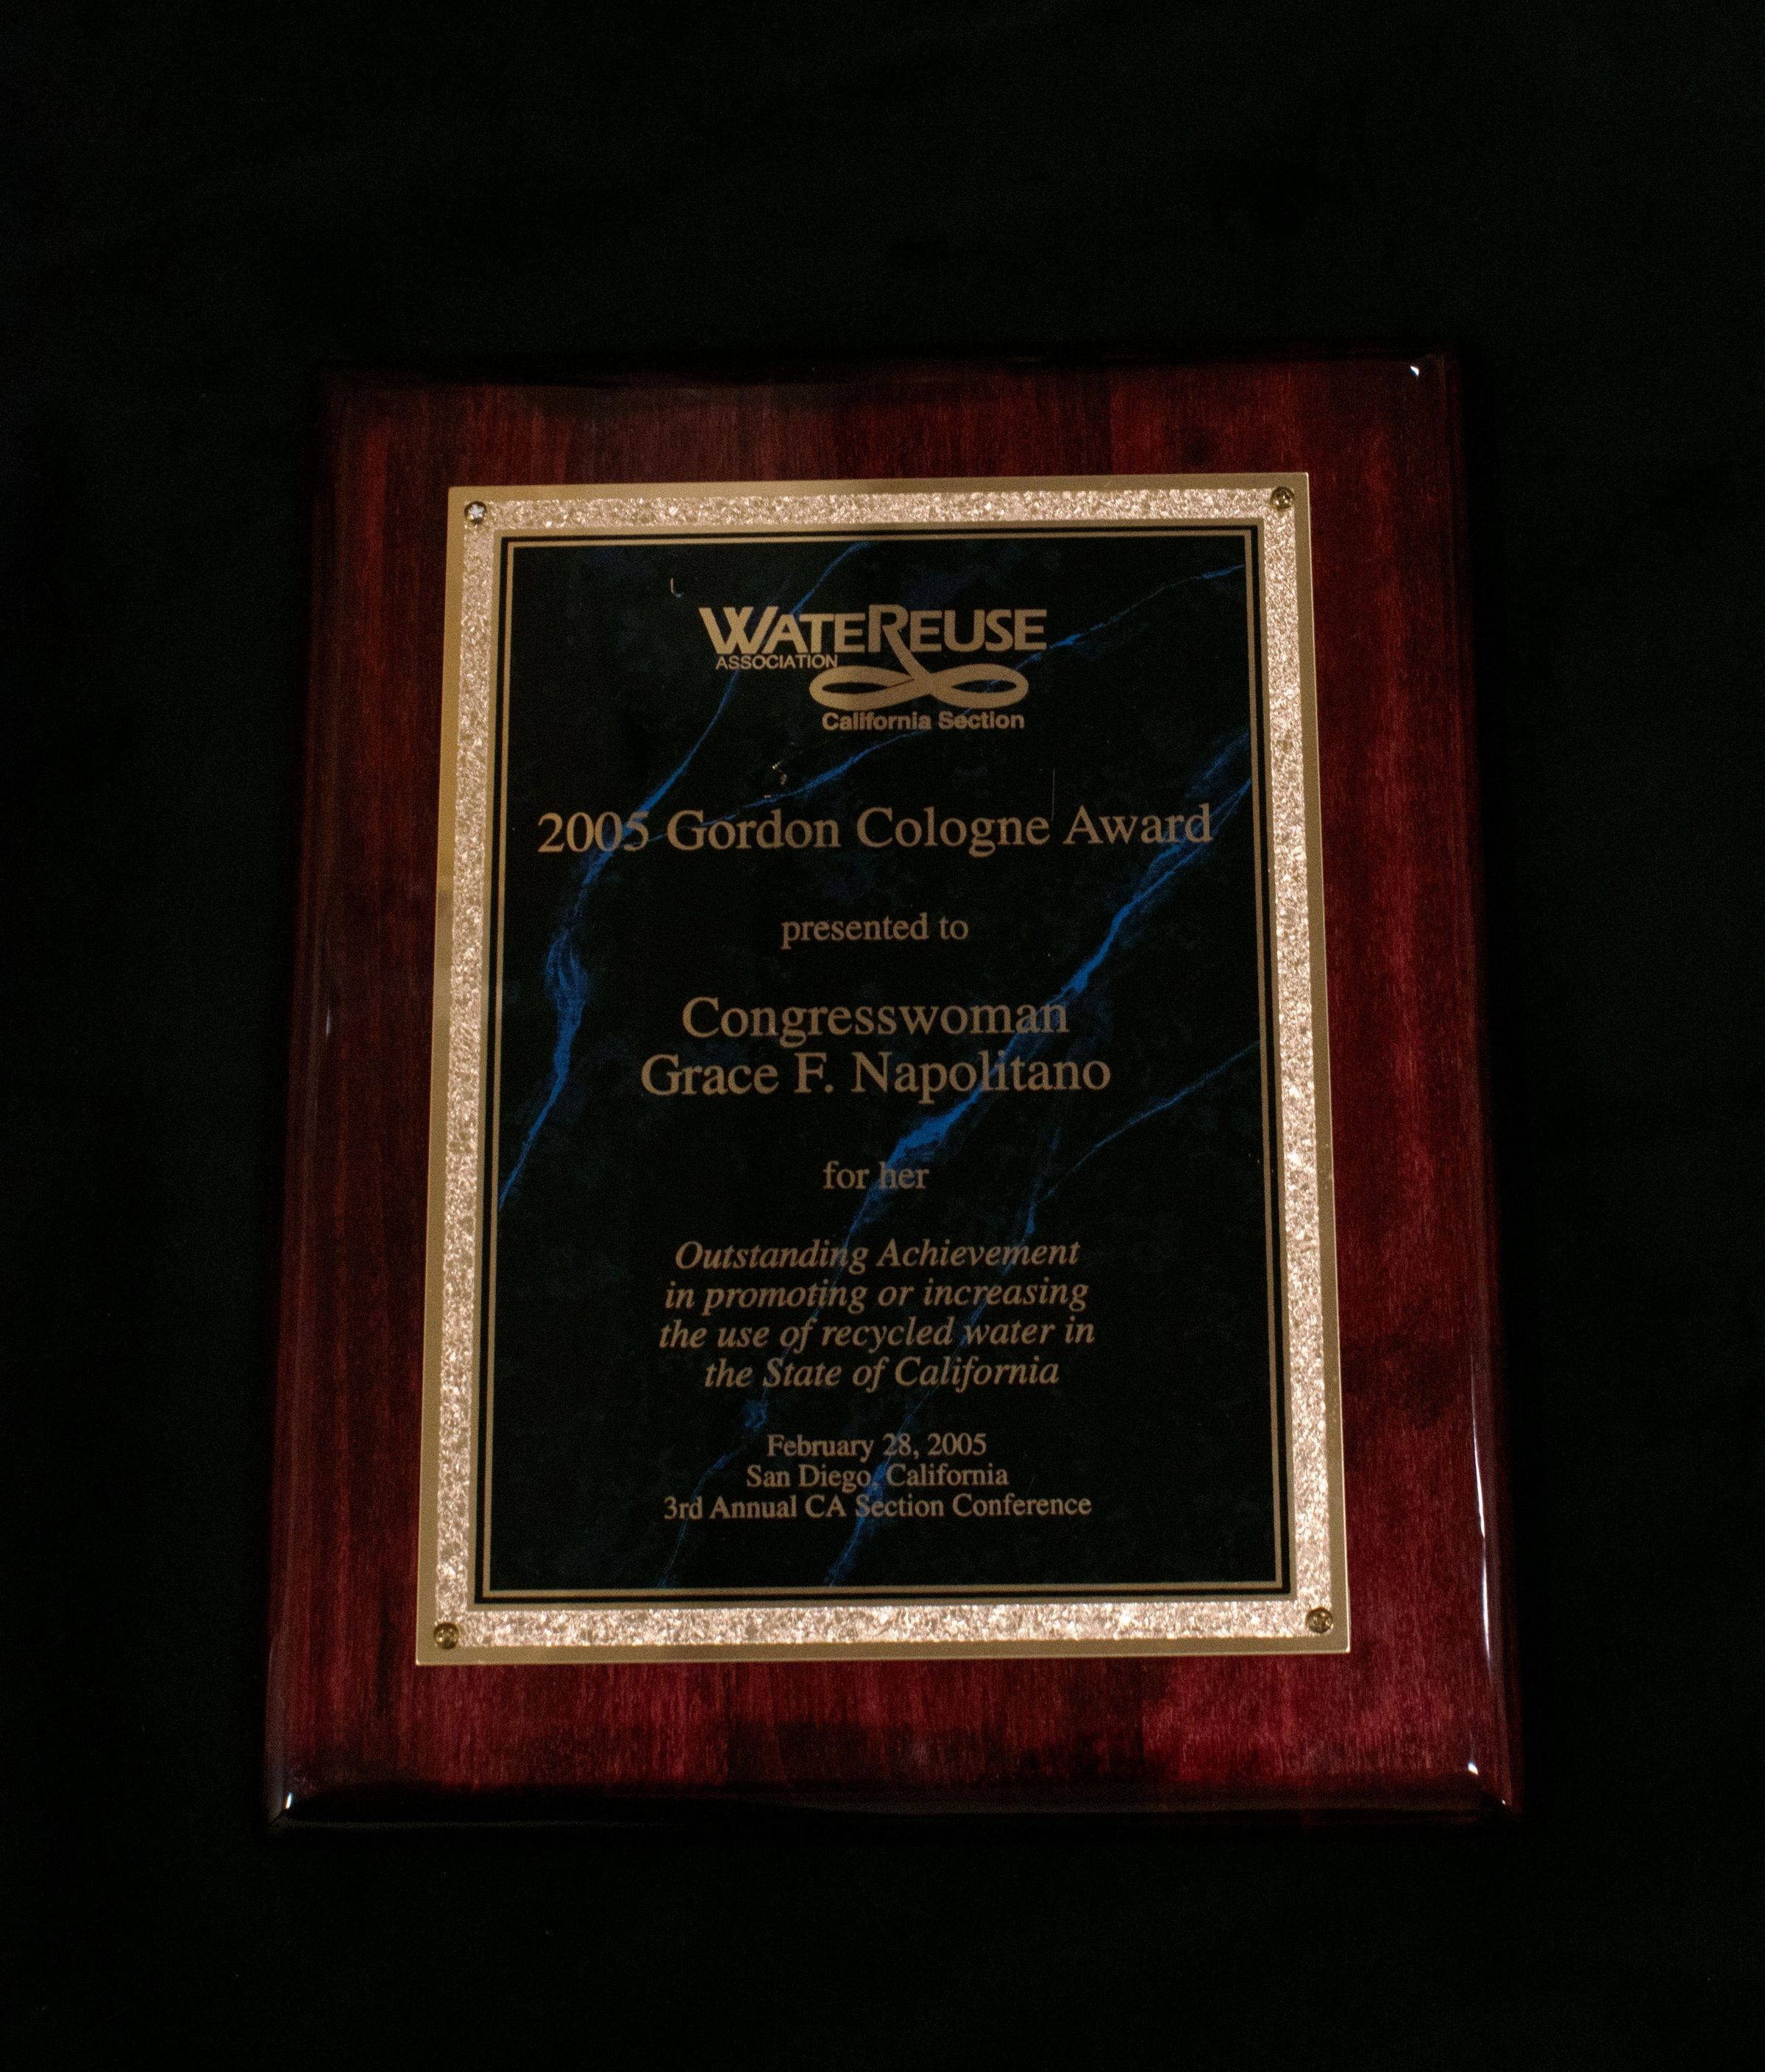 WATEREUSE
ASSOCIATION
California Section
2005 Gordon Cologne Award
presented to
Congresswoman
Grace F. Napolitano
for her
Outstanding Achievement
in promoting or increasing
the use of recycled water in
the State of California
February 28, 2005
San Diego, California
3rd Annual CA Section Conference